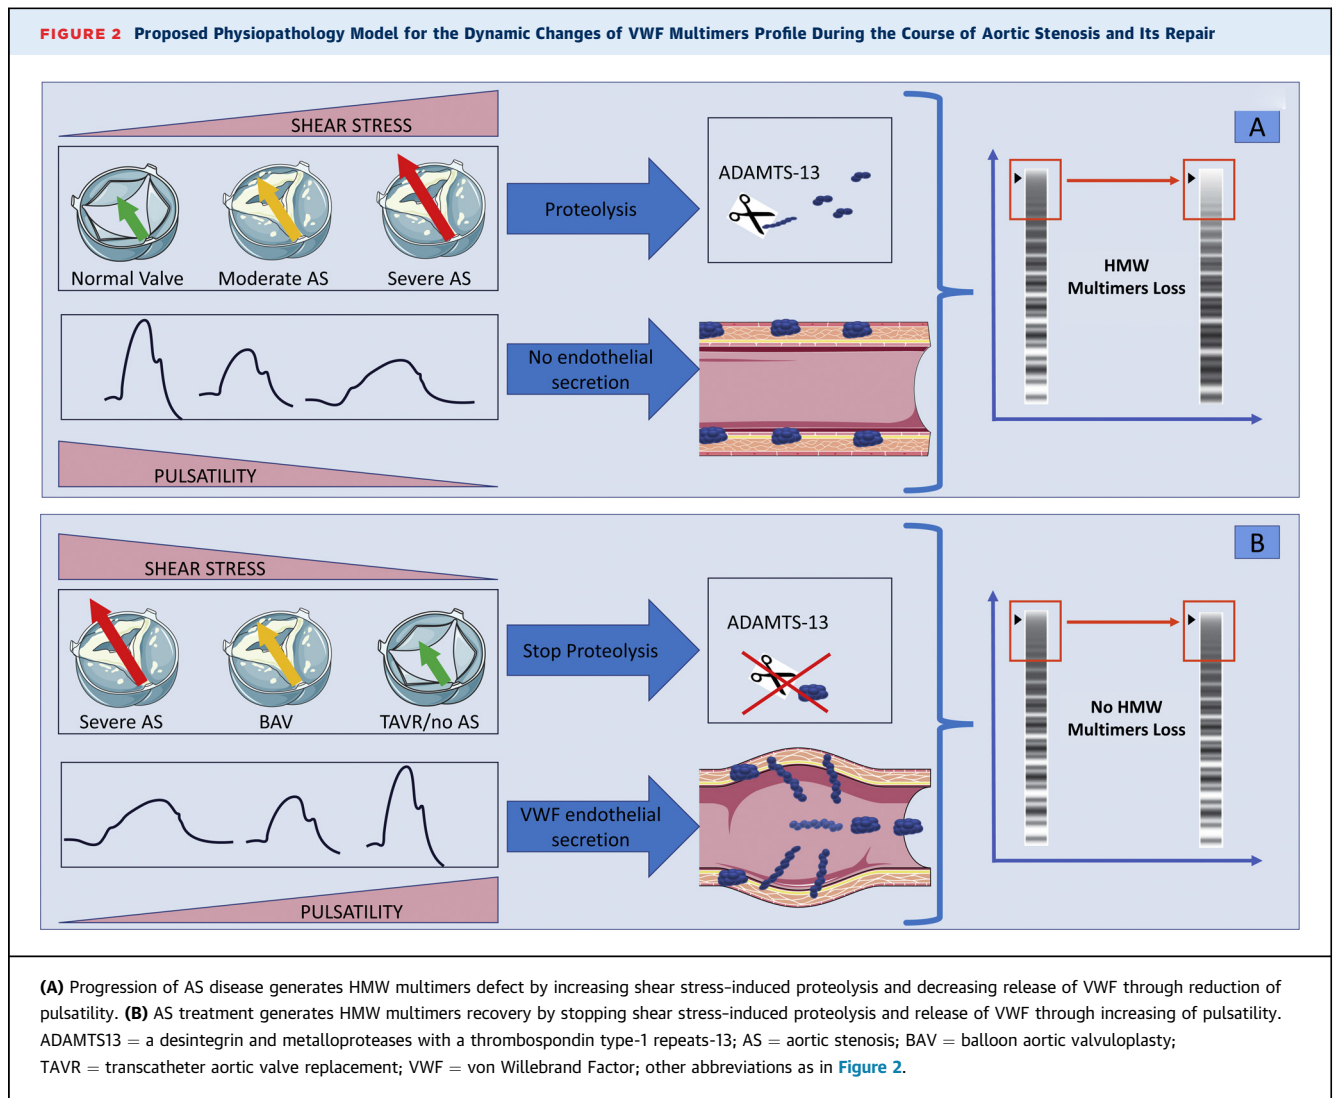 FIGURE 2 Proposed Physiopathology Model for the Dynamic Changes of VWF Multimers Profile During the Course of Aortic Stenosis and Its Repair
A
SHEAR STRESS
Normal Valve
Moderate AS
Severe AS
Proteolysis
ADAMTS-13
No endothelial
secretion
PULSATILITY
HMW
Multimers Loss
B
SHEAR STRESS
Severe AS
BAV
TAVR/no AS
Stop Proteolysis
ADAMTS-13
VWF endothelial
secretion
PULSATILITY
No HMW
Multimers Loss
(A) Progression of AS disease generates HMW multimers defect by increasing shear stress–induced proteolysis and decreasing release of VWF through reduction of
pulsatility. (B) AS treatment generates HMW multimers recovery by stopping shear stress–induced proteolysis and release of VWF through increasing of pulsatility.
ADAMTS13 = a desintegrin and metalloproteases with a thrombospondin type-1 repeats-13; AS = aortic stenosis; BAV = balloon aortic valvuloplasty;
TAVR = transcatheter aortic valve replacement; VWF = von Willebrand Factor; other abbreviations as in Figure 2.